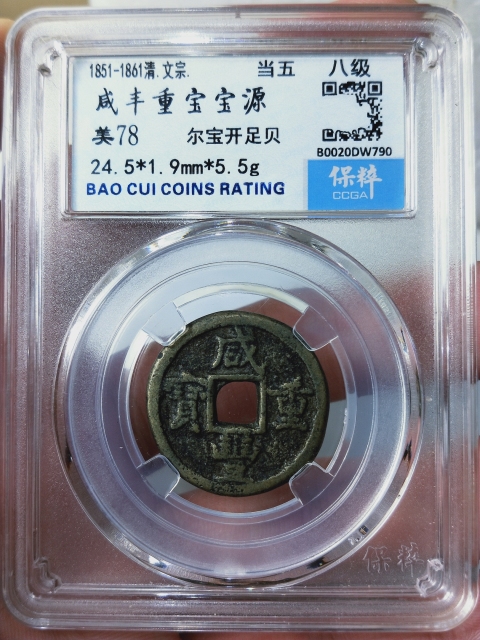 1851-1861清.文宗. 当五 八级
咸丰重宝宝源
美78 尔宝开足贝
B0020DW790
24.5*1.9mm*5.5g
保粹
CCGA
BAO CUI COINS RATING
咸
寶 重
豐
保粹